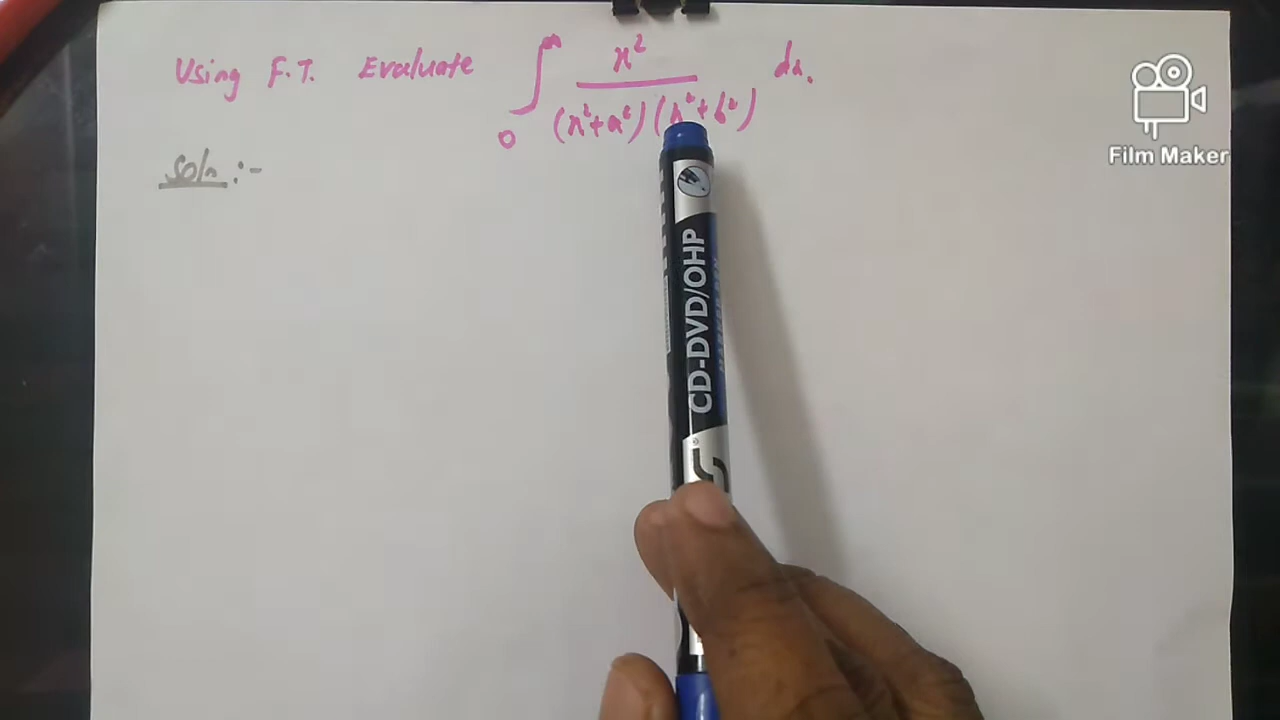 Using F.T. Evaluate ∫₀^∞ x² / (x²+a²)(x²+b²) dx.
Soln :-
Film Maker
CD-DVD/OHP